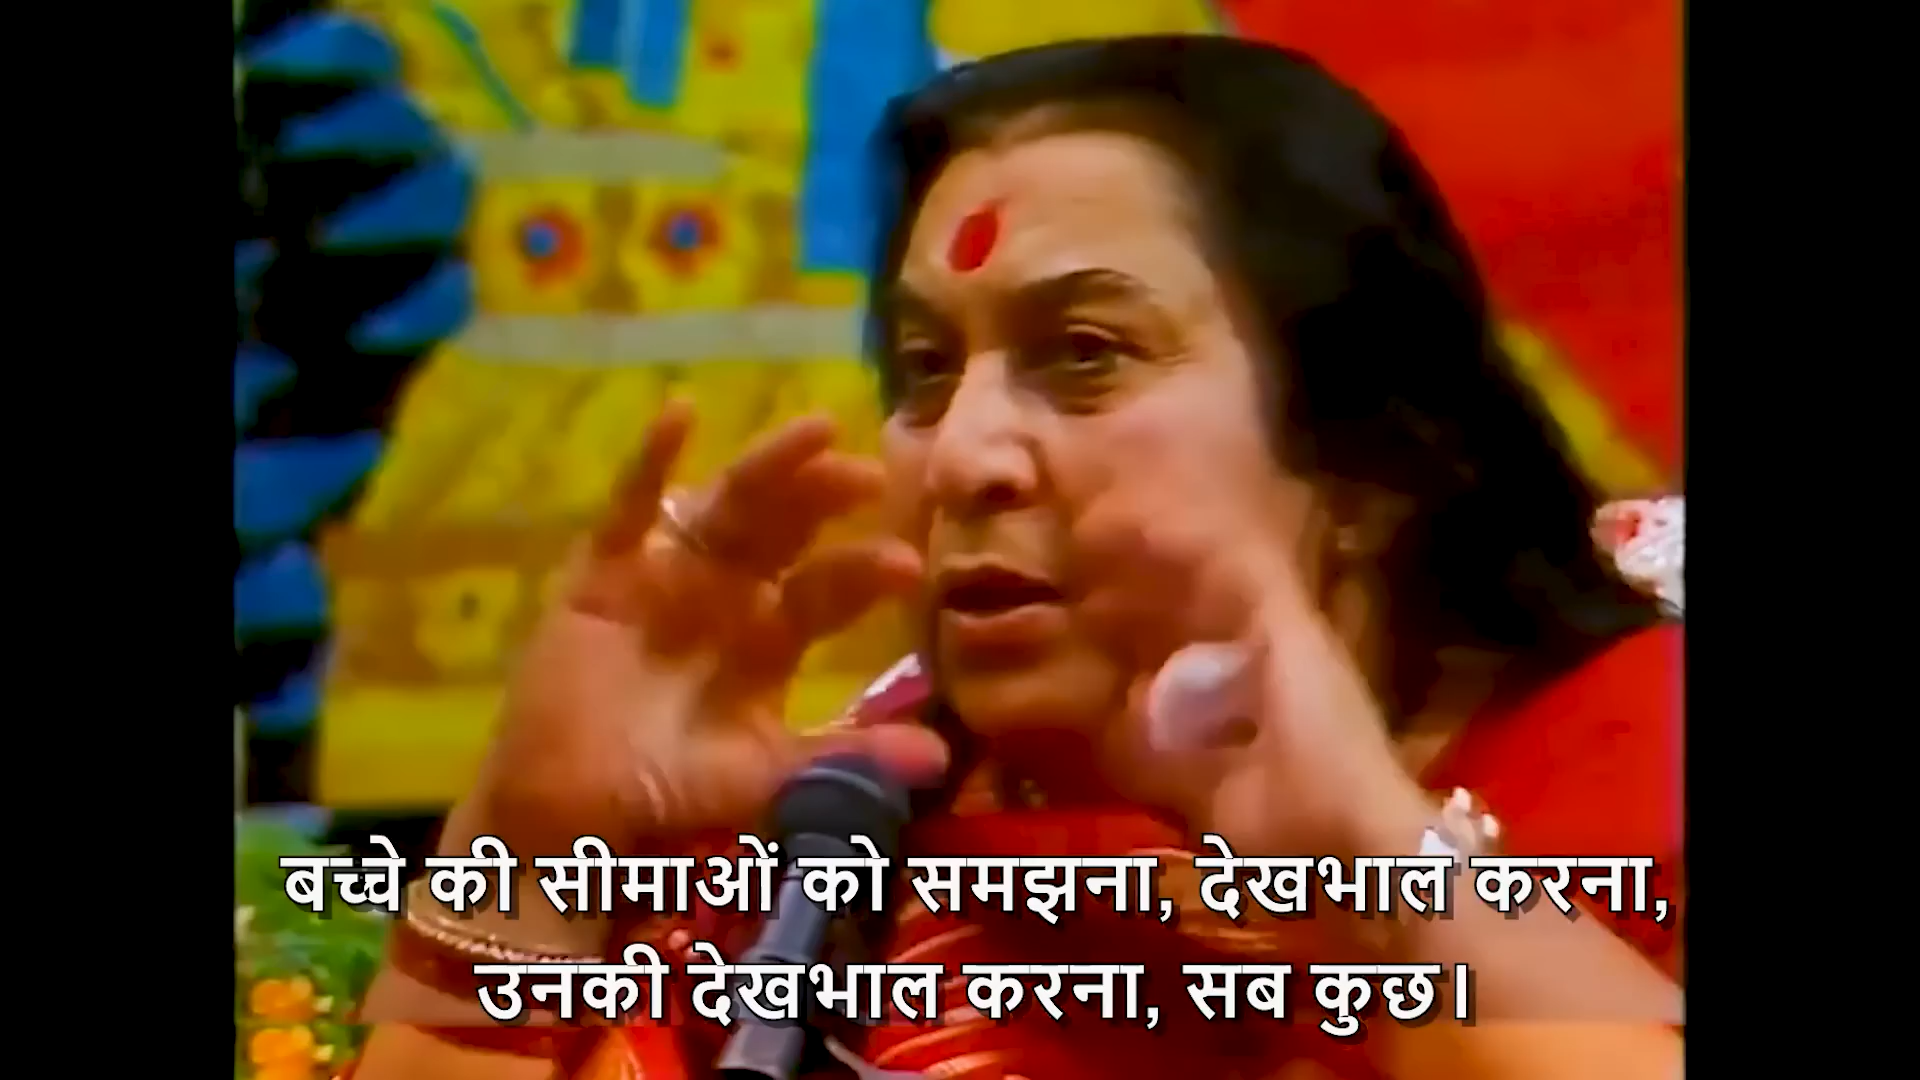 बच्चे की सीमाओं को समझना, देखभाल करना,
उनकी देखभाल करना, सब कुछ।